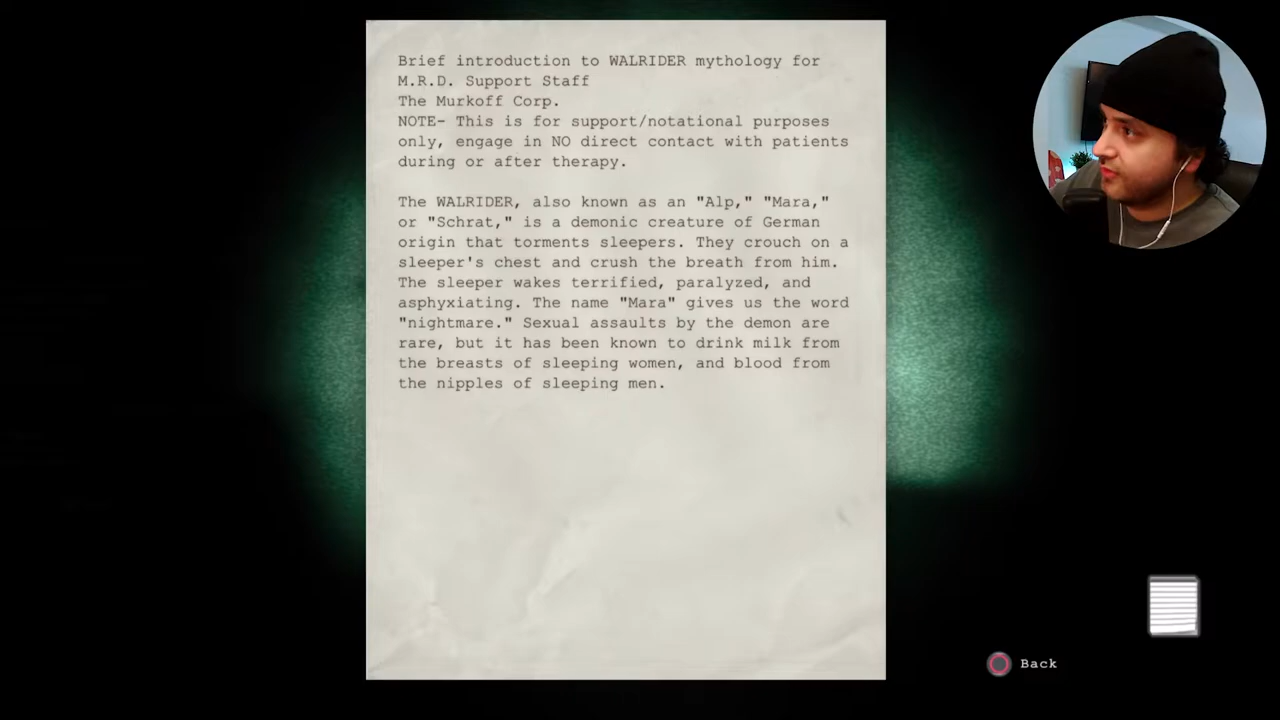 Brief introduction to WALRIDER mythology for
M.R.D. Support Staff
The Murkoff Corp.
NOTE- This is for support/notational purposes
only, engage in NO direct contact with patients
during or after therapy.
The WALRIDER, also known as an "Alp," "Mara,"
or "Schrat," is a demonic creature of German
origin that torments sleepers. They crouch on a
sleeper's chest and crush the breath from him.
The sleeper wakes terrified, paralyzed, and
asphyxiating. The name "Mara" gives us the word
"nightmare." Sexual assaults by the demon are
rare, but it has been known to drink milk from
the breasts of sleeping women, and blood from
the nipples of sleeping men.
Back